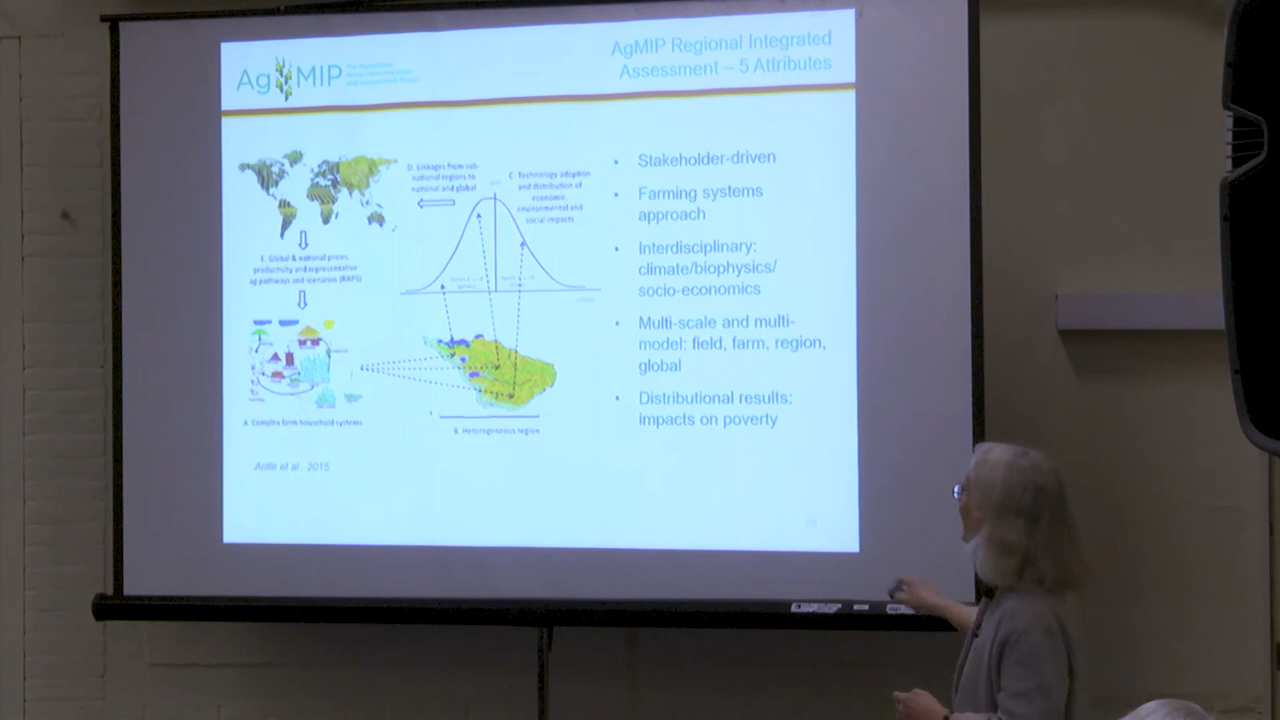 AgMIP
AgMIP Regional Integrated
Assessment – 5 Attributes
D. Linkages from sub-
national regions to
national and global
C. Technology adoption
and distribution of
economic,
environmental and
social impacts
E. Global & national prices,
productivity and representative
ag pathways and scenarios (RAPS)
A. Complex farm household systems
B. Heterogeneous region
Antle et al., 2015
• Stakeholder-driven
• Farming systems
approach
• Interdisciplinary:
climate/biophysics/
socio-economics
• Multi-scale and multi-
model: field, farm, region,
global
• Distributional results:
impacts on poverty